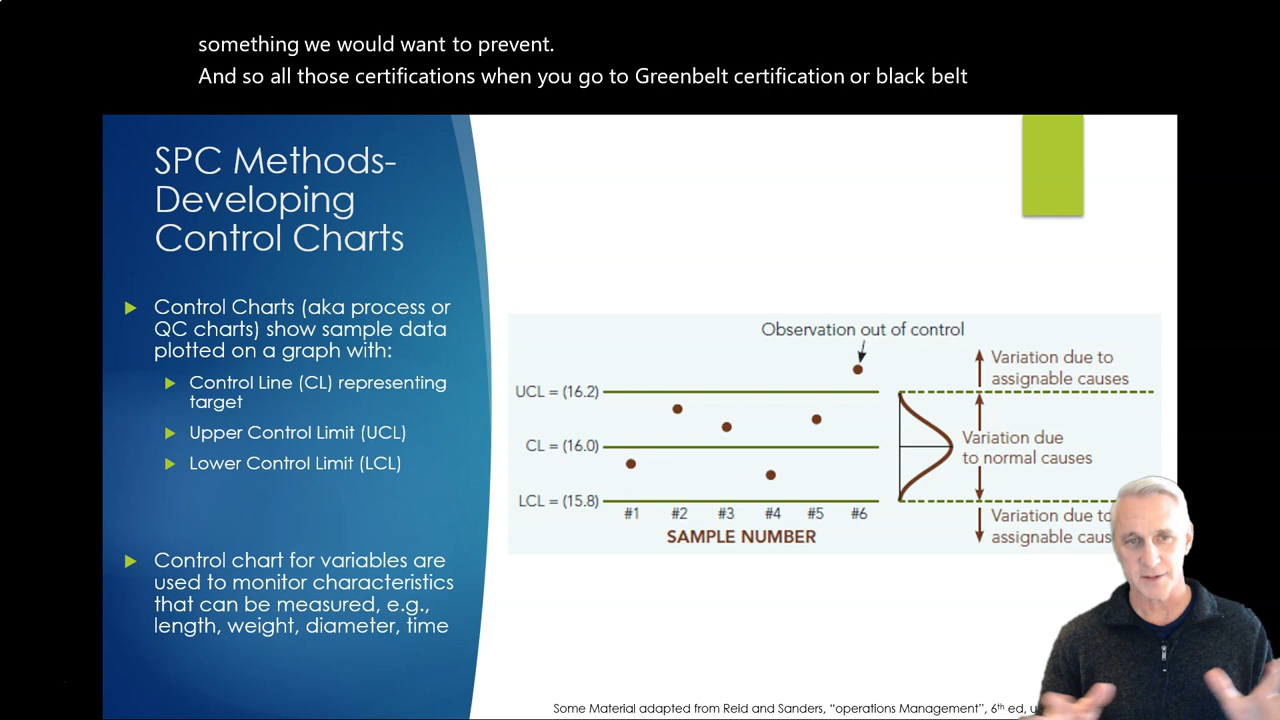 something we would want to prevent.
And so all those certifications when you go to Greenbelt certification or black belt
SPC Methods-
Developing
Control Charts
Control Charts (aka process or
QC charts) show sample data
plotted on a graph with:
Control Line (CL) representing
target
Upper Control Limit (UCL)
Lower Control Limit (LCL)
Control chart for variables are
used to monitor characteristics
that can be measured, e.g.,
length, weight, diameter, time
Observation out of control
UCL = (16.2)
CL = (16.0)
LCL = (15.8)
#1 #2 #3 #4 #5 #6
SAMPLE NUMBER
Variation due to
assignable causes
Variation due
to normal causes
Variation due to
assignable
Some Material adapted from Reid and Sanders, “operations Management”, 6th ed,